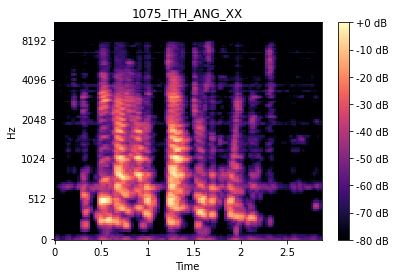 1075_ITH_ANG_XX
+0 dB
8192
-10 dB
4096
-20 dB
-30 dB
2048
Hz
-40 dB
1024
-50 dB
512
-60 dB
-70 dB
0
-80 dB
0
0.5
1
1.5
2
2.5
Time